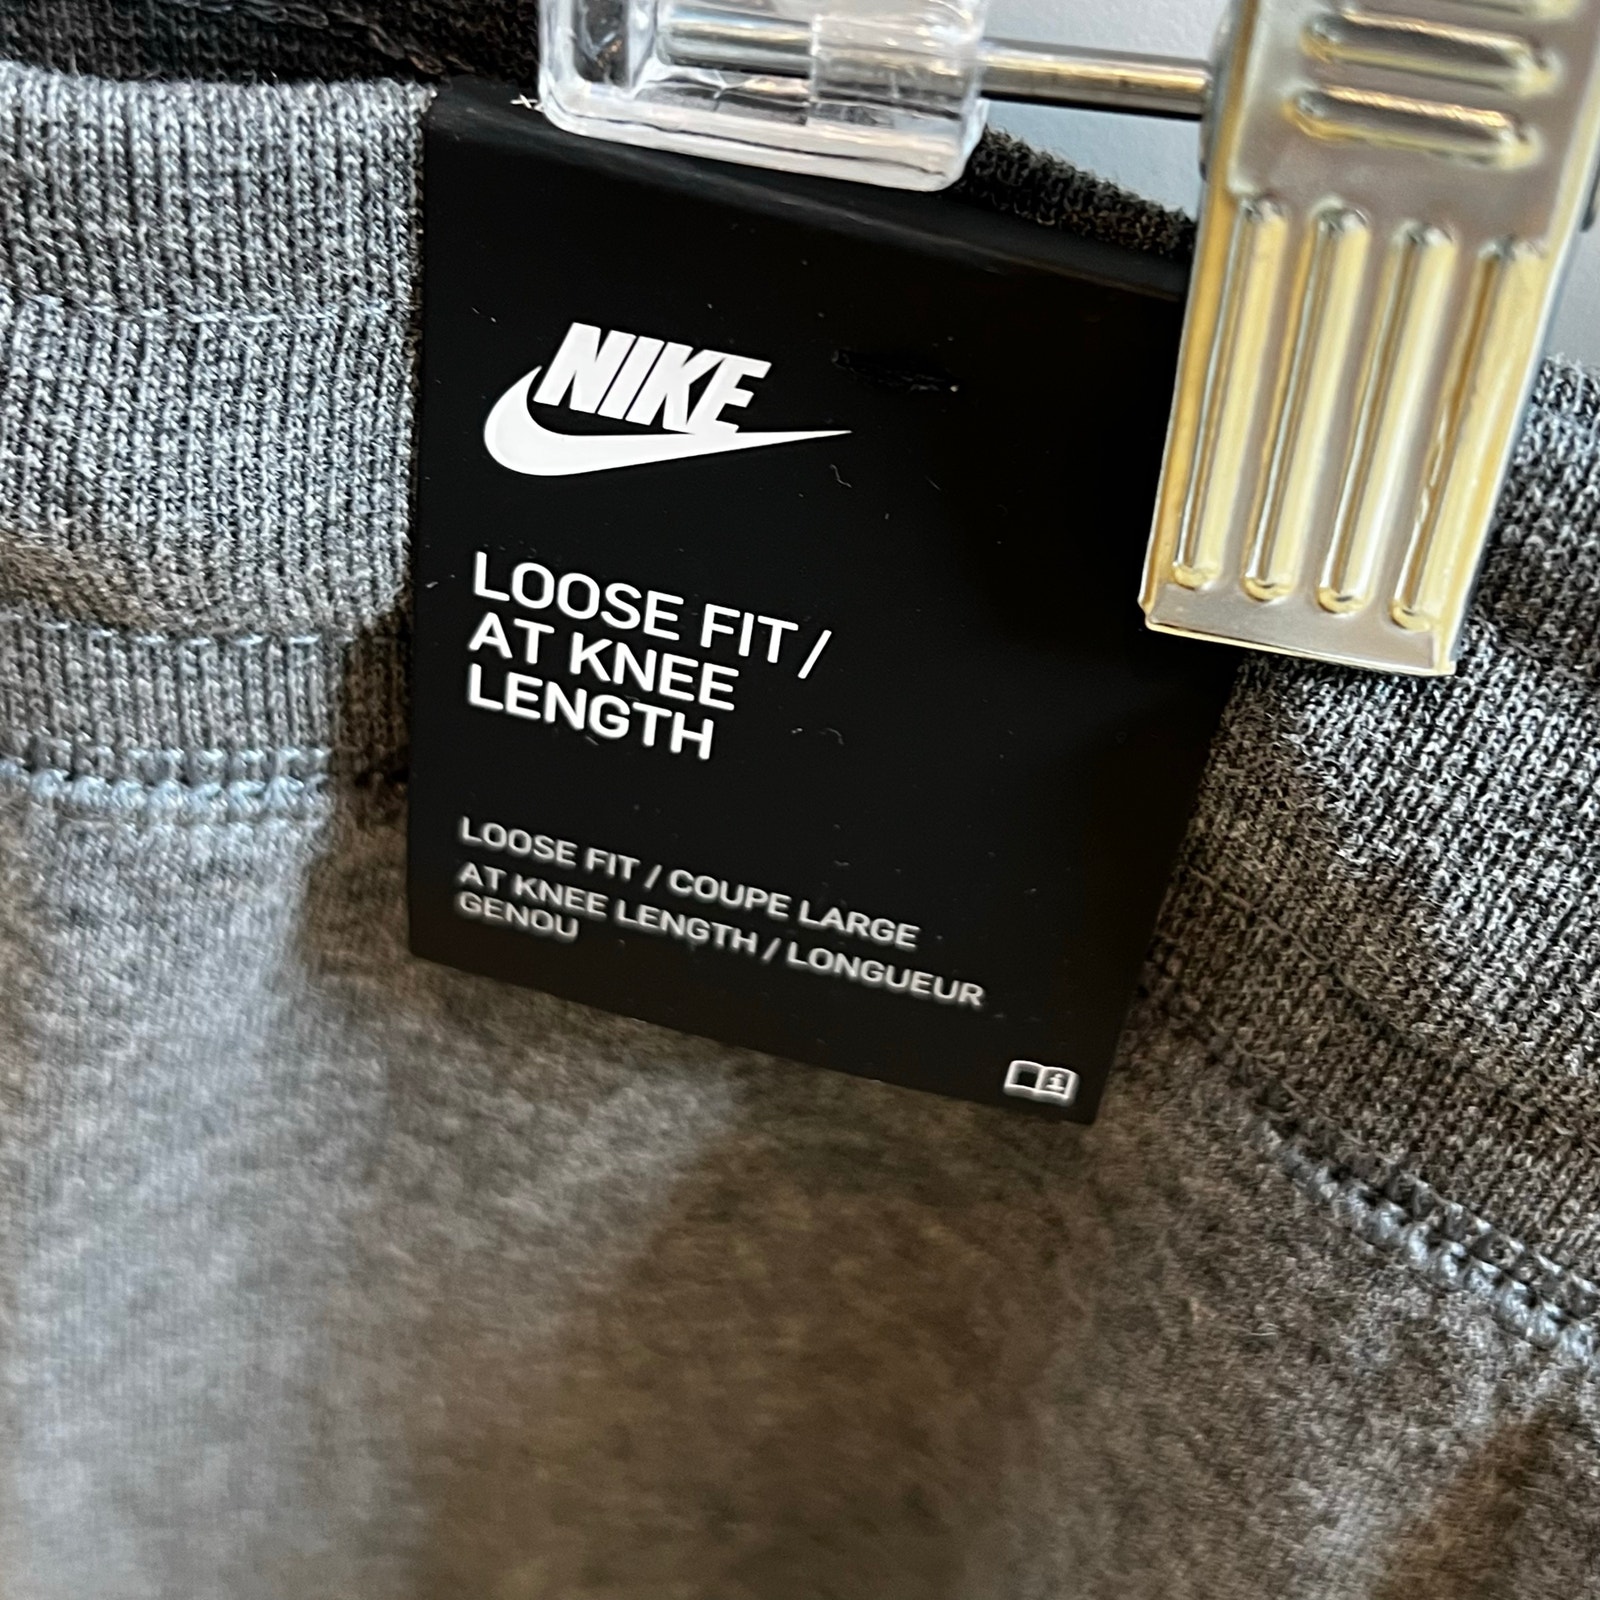 NIKE
LOOSE FIT /
AT KNEE
LENGTH
LOOSE FIT / COUPE LARGE
AT KNEE LENGTH / LONGUEUR
GENOU
i